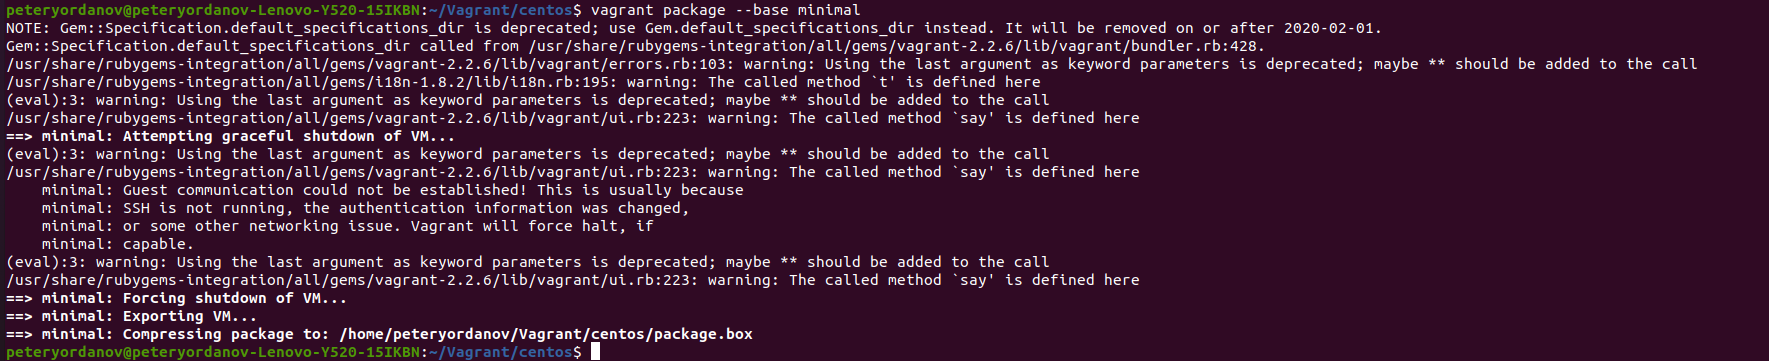 peteryordanov@peteryordanov-Lenovo-Y520-15IKBN:~/Vagrant/centos$ vagrant package --base minimal
NOTE: Gem::Specification.default_specifications_dir is deprecated; use Gem.default_specifications_dir instead. It will be removed on or after 2020-02-01.
Gem::Specification.default_specifications_dir called from /usr/share/rubygems-integration/all/gems/vagrant-2.2.6/lib/vagrant/bundler.rb:428.
/usr/share/rubygems-integration/all/gems/vagrant-2.2.6/lib/vagrant/errors.rb:103: warning: Using the last argument as keyword parameters is deprecated; maybe ** should be added to the call
/usr/share/rubygems-integration/all/gems/i18n-1.8.2/lib/i18n.rb:195: warning: The called method `t' is defined here
(eval):3: warning: Using the last argument as keyword parameters is deprecated; maybe ** should be added to the call
/usr/share/rubygems-integration/all/gems/vagrant-2.2.6/lib/vagrant/ui.rb:223: warning: The called method `say' is defined here
==> minimal: Attempting graceful shutdown of VM...
(eval):3: warning: Using the last argument as keyword parameters is deprecated; maybe ** should be added to the call
/usr/share/rubygems-integration/all/gems/vagrant-2.2.6/lib/vagrant/ui.rb:223: warning: The called method `say' is defined here
    minimal: Guest communication could not be established! This is usually because
    minimal: SSH is not running, the authentication information was changed,
    minimal: or some other networking issue. Vagrant will force halt, if
    minimal: capable.
(eval):3: warning: Using the last argument as keyword parameters is deprecated; maybe ** should be added to the call
/usr/share/rubygems-integration/all/gems/vagrant-2.2.6/lib/vagrant/ui.rb:223: warning: The called method `say' is defined here
==> minimal: Forcing shutdown of VM...
==> minimal: Exporting VM...
==> minimal: Compressing package to: /home/peteryordanov/Vagrant/centos/package.box
peteryordanov@peteryordanov-Lenovo-Y520-15IKBN:~/Vagrant/centos$